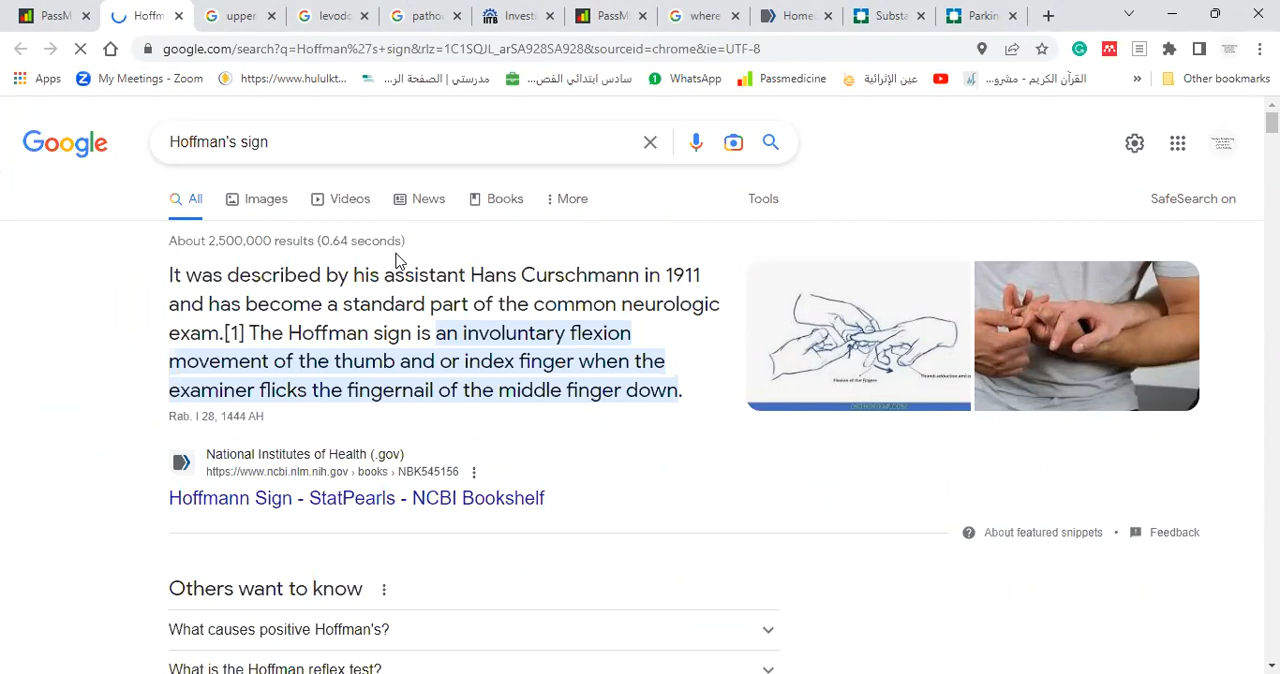 PassM
Hoffm
upper
levodo
patho
Investi
PassM
where
Home
Substa
Parkin
google.com/search?q=Hoffman%27s+sign&rlz=1C1SQJL_arSA928SA928&sourceid=chrome&ie=UTF-8
Apps
My Meetings - Zoom
https://www.hululkt...
مدرستي | الصفحة الر...
سادس ابتدائي الفص...
WhatsApp
Passmedicine
عين الإثرائية
القرآن الكريم - مشرو...
»
Other bookmarks
Google
Hoffman's sign
All
Images
Videos
News
Books
More
Tools
SafeSearch on
About 2,500,000 results (0.64 seconds)
It was described by his assistant Hans Curschmann in 1911
and has become a standard part of the common neurologic
exam.[1] The Hoffman sign is an involuntary flexion
movement of the thumb and or index finger when the
examiner flicks the fingernail of the middle finger down.
Rab. I 28, 1444 AH
Flexion of the fingers
National Institutes of Health (.gov)
https://www.ncbi.nlm.nih.gov › books › NBK545156
Hoffmann Sign - StatPearls - NCBI Bookshelf
About featured snippets
•
Feedback
Others want to know
What causes positive Hoffman's?
What is the Hoffman reflex test?